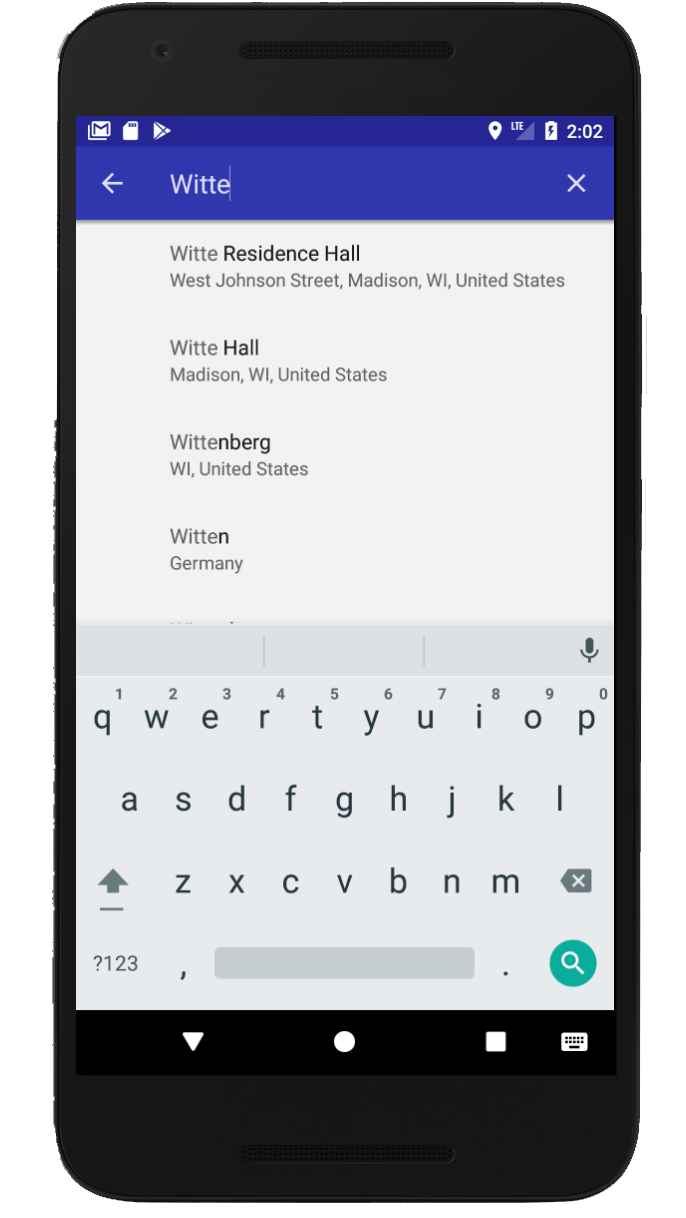 LTE 2:02
Witte
Witte Residence Hall
West Johnson Street, Madison, WI, United States
Witte Hall
Madison, WI, United States
Wittenberg
WI, United States
Witten
Germany
1 2 3 4 5 6 7 8 9 0
q w e r t y u i o p
a s d f g h j k l
z x c v b n m
?123 , .